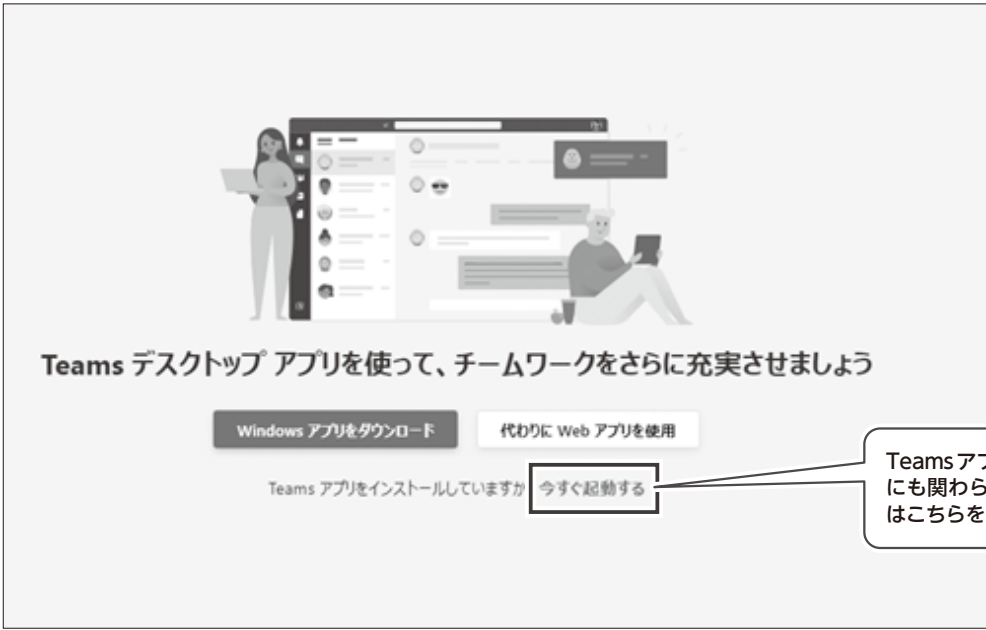 Teams デスクトップ アプリを使って、チームワークをさらに充実させましょう
Windows アプリをダウンロード
代わりに Web アプリを使用
Teams アプリをインストールしていますか 今すぐ起動する
Teamsア
にも関わら
はこちらを